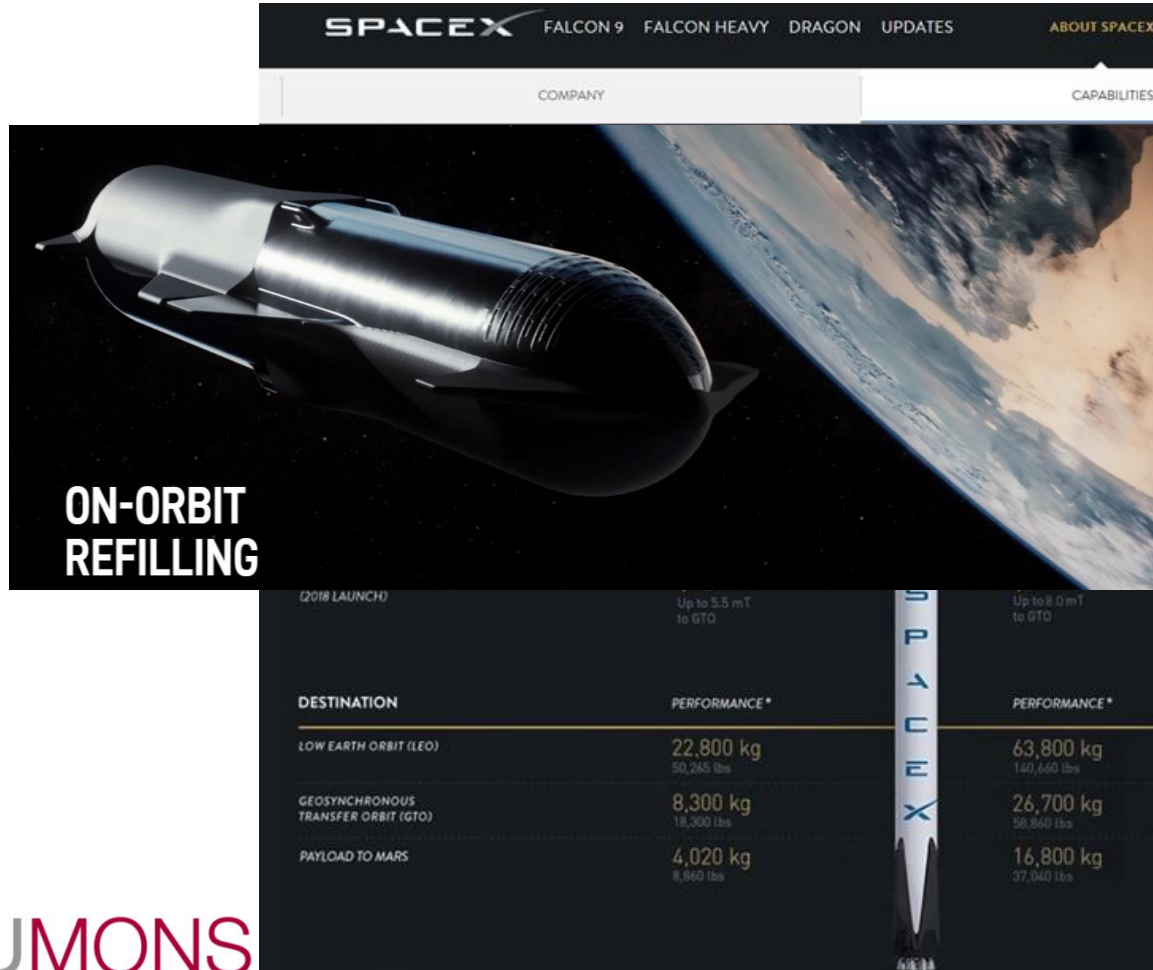 SPACEX FALCON 9 FALCON HEAVY DRAGON UPDATES ABOUT SPACEX
COMPANY CAPABILITIES
ON-ORBIT
REFILLING
(2018 LAUNCH)
Up to 5.5 mT
to GTO
Up to 8.0 mT
to GTO
SPACEX
DESTINATION PERFORMANCE* PERFORMANCE*
LOW EARTH ORBIT (LEO) 22,800 kg 63,800 kg
50,265 lbs 140,660 lbs
GEOSYNCHRONOUS
TRANSFER ORBIT (GTO) 8,300 kg 26,700 kg
18,300 lbs 58,860 lbs
PAYLOAD TO MARS 4,020 kg 16,800 kg
8,860 lbs 37,040 lbs
UMONS